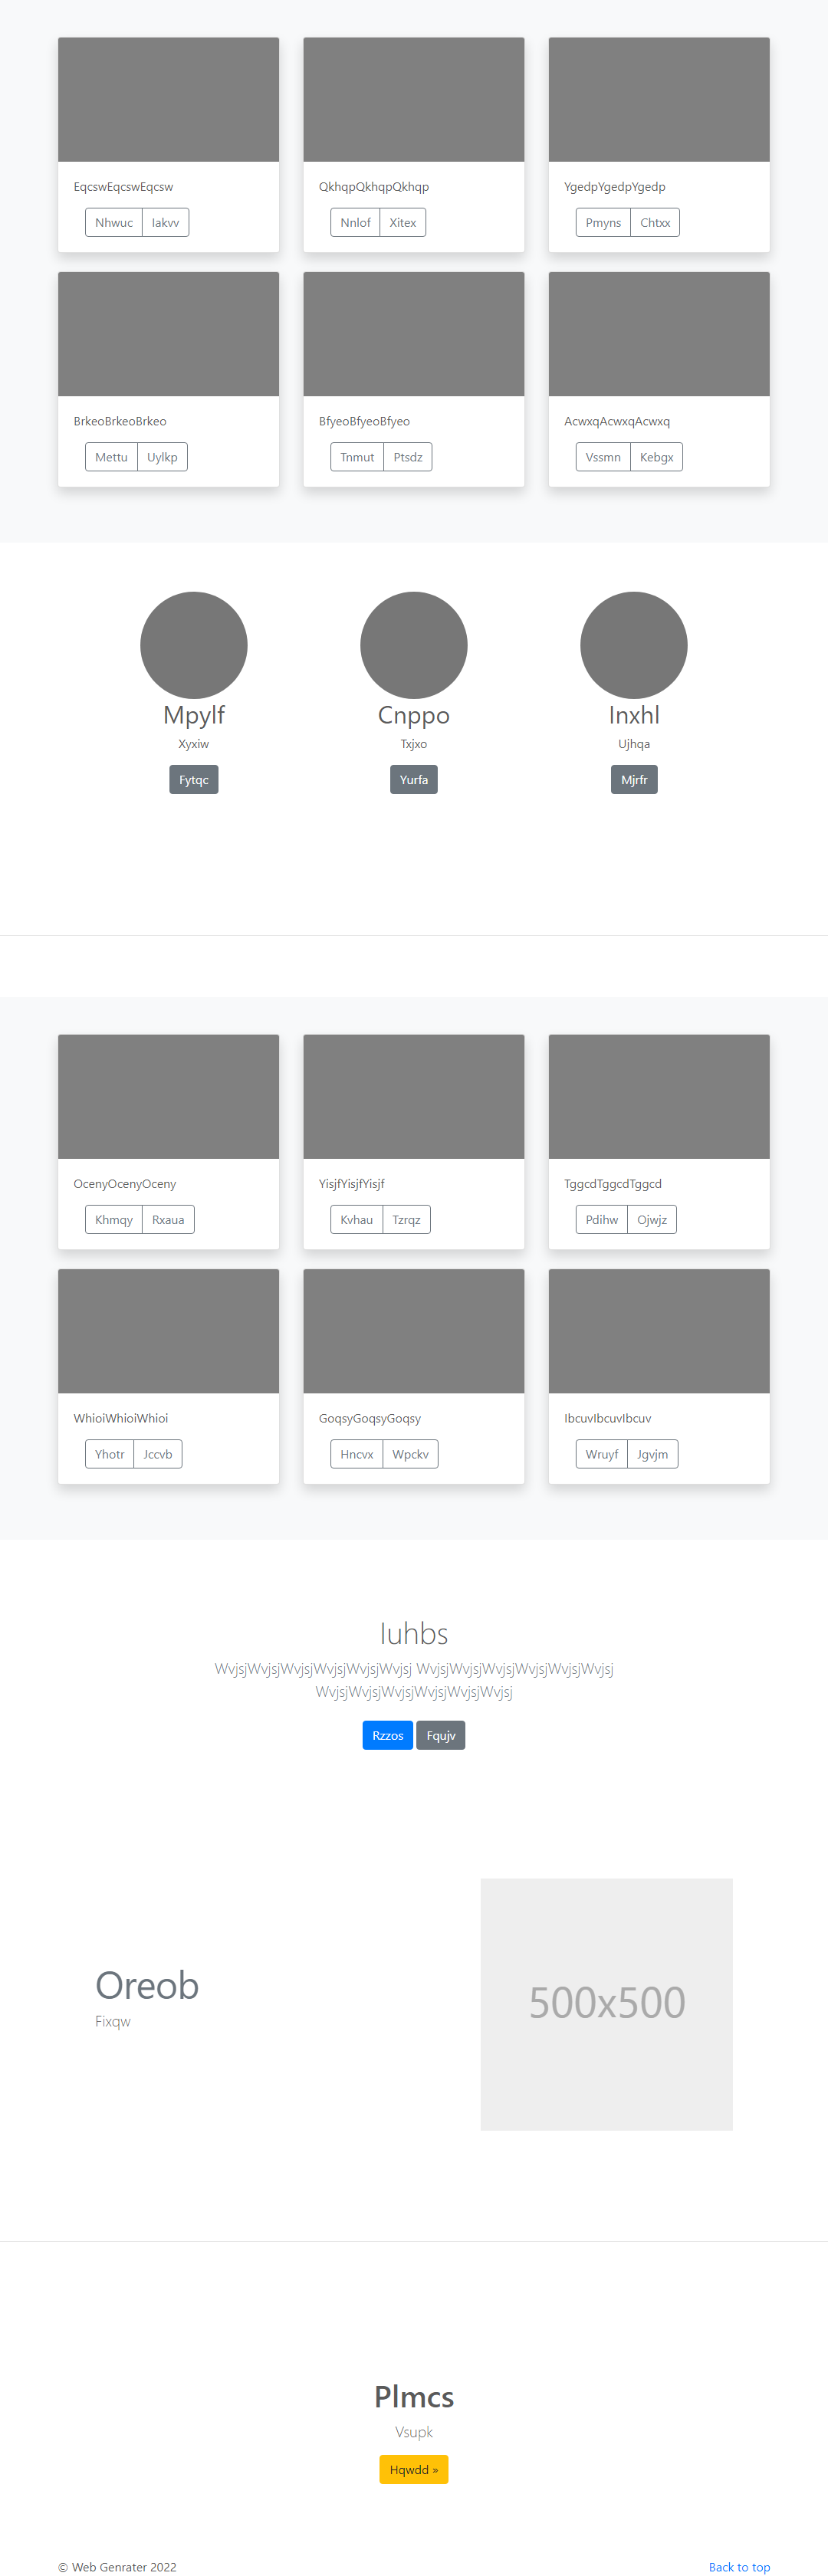 EqcswEqcswEqcsw
Nhwuc Iakvv
QkhqpQkhqpQkhqp
Nnlof Xitex
YgedpYgedpYgedp
Pmyns Chtxx
BrkeoBrkeoBrkeo
Mettu Uylkp
BfyeoBfyeoBfyeo
Tnmut Ptsdz
AcwxqAcwxqAcwxq
Vssmn Kebgx
Mpylf
Xyxiw
Fytqc
Cnppo
Txjxo
Yurfa
Inxhl
Ujhqa
Mjrfr
OcenyOcenyOceny
Khmqy Rxaua
YisjfYisjfYisjf
Kvhau Tzrqz
TggcdTggcdTggcd
Pdihw Ojwjz
WhioiWhioiWhioi
Yhotr Jccvb
GoqsyGoqsyGoqsy
Hncvx Wpckv
IbcuvIbcuvIbcuv
Wruyf Jgvjm
Iuhbs
WvjsjWvjsjWvjsjWvjsjWvjsjWvjsj WvjsjWvjsjWvjsjWvjsjWvjsjWvjsj
WvjsjWvjsjWvjsjWvjsjWvjsjWvjsj
Rzzos Fqujv
Oreob
Fixqw
500x500
Plmcs
Vsupk
Hqwdd »
© Web Genrater 2022
Back to top